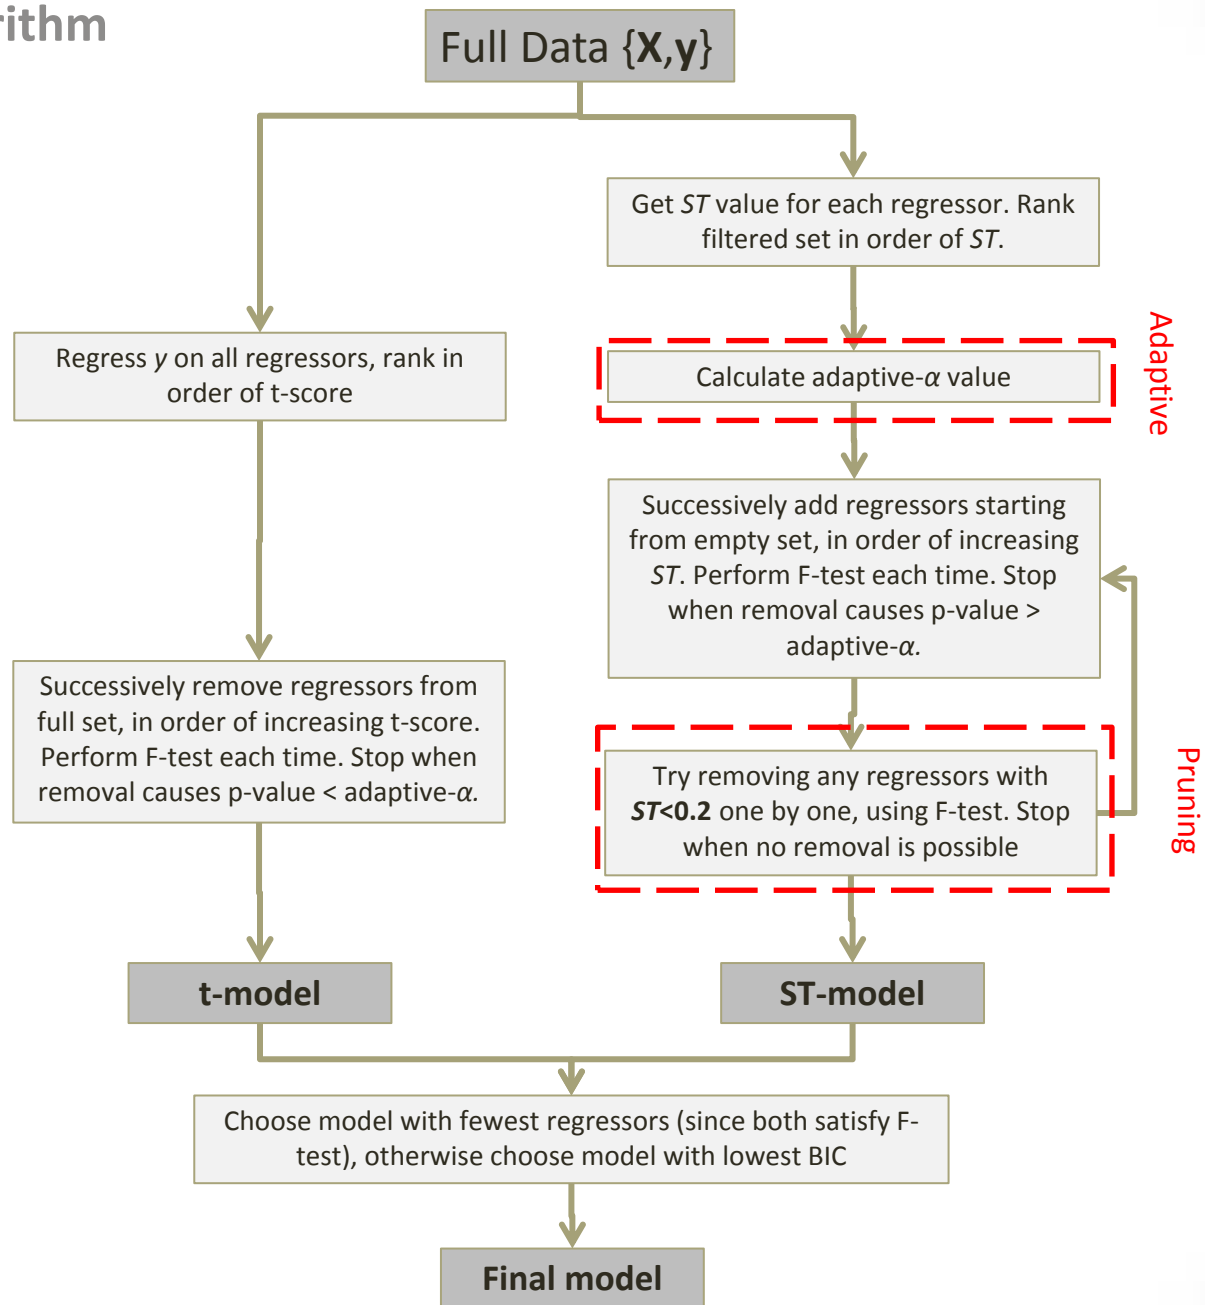 rithm
Full Data {X,y}
Get ST value for each regressor. Rank
filtered set in order of ST.
Regress y on all regressors, rank in
order of t-score
Calculate adaptive-α value
Adaptive
Successively add regressors starting
from empty set, in order of increasing
ST. Perform F-test each time. Stop
when removal causes p-value >
adaptive-α.
Successively remove regressors from
full set, in order of increasing t-score.
Perform F-test each time. Stop when
removal causes p-value < adaptive-α.
Try removing any regressors with
ST<0.2 one by one, using F-test. Stop
when no removal is possible
Pruning
t-model
ST-model
Choose model with fewest regressors (since both satisfy F-
test), otherwise choose model with lowest BIC
Final model